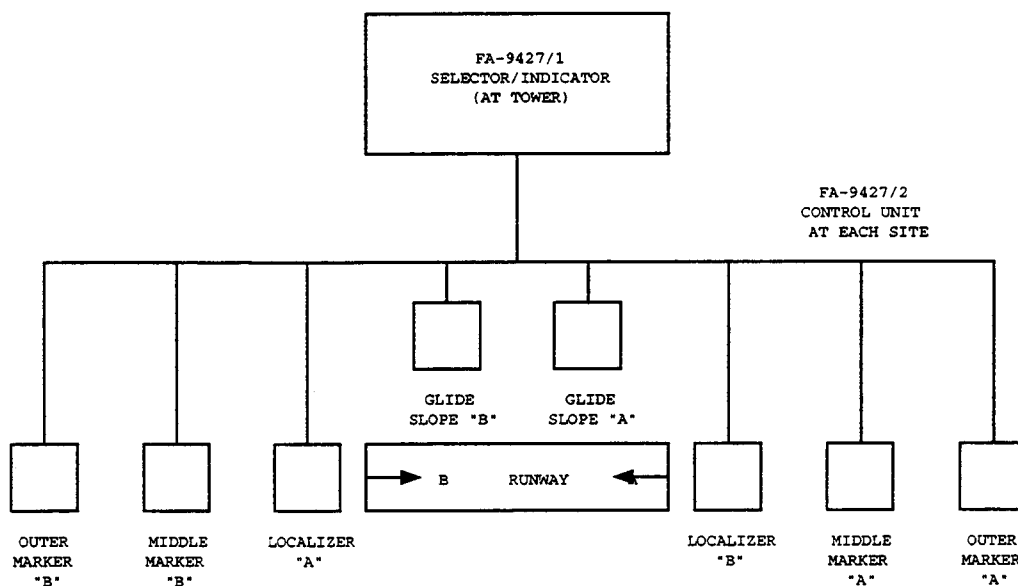 FA-9427/1
SELECTOR/INDICATOR
(AT TOWER)
FA-9427/2
CONTROL UNIT
AT EACH SITE
GLIDE
SLOPE "B"
GLIDE
SLOPE "A"
B RUNWAY
OUTER
MARKER
"B"
MIDDLE
MARKER
"B"
LOCALIZER
"A"
LOCALIZER
"B"
MIDDLE
MARKER
"A"
OUTER
MARKER
"A"